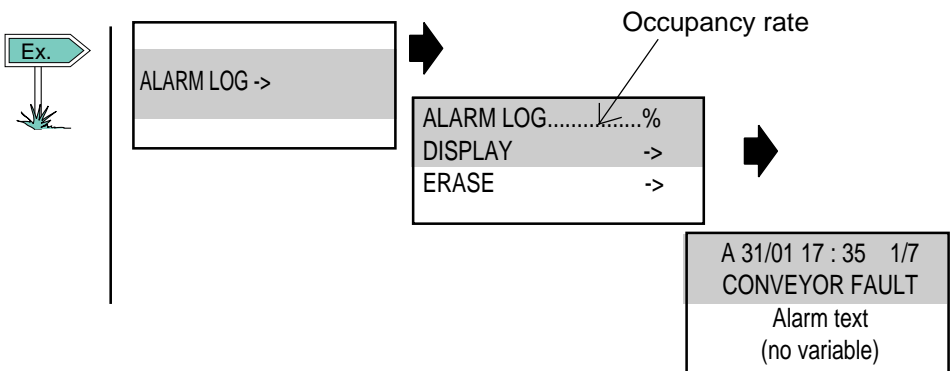 Occupancy rate
Ex.
ALARM LOG ->
ALARM LOG................%
DISPLAY ->
ERASE ->
A 31/01 17 : 35 1/7
CONVEYOR FAULT
Alarm text
(no variable)